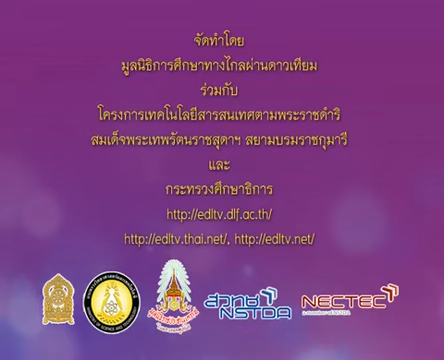 จัดทำโดย
มูลนิธิการศึกษาทางไกลผ่านดาวเทียม
ร่วมกับ
โครงการเทคโนโลยีสารสนเทศตามพระราชดำริ
สมเด็จพระเทพรัตนราชสุดาฯ สยามบรมราชกุมารี
และ
กระทรวงศึกษาธิการ
http://edltv.dlf.ac.th/
http://edltv.thai.net/, http://edltv.net/
สวทช
NSTDA
NECTEC